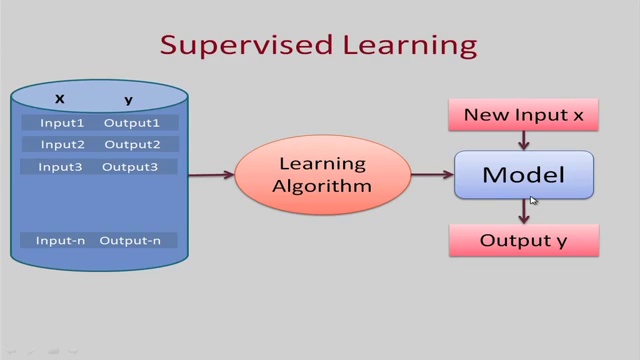 Supervised Learning
x y
Input1 Output1
Input2 Output2
Input3 Output3
Input-n Output-n
Learning
Algorithm
New Input x
Model
Output y